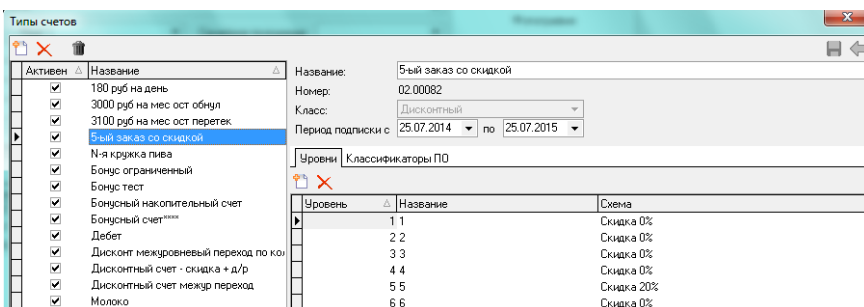 Типы счетов
Активен Название
180 руб на день
3000 руб на мес ост обнул
3100 руб на мес ост перетек
5-ый заказ со скидкой
N-я кружка пива
Бонус ограниченный
Бонус тест
Бонусный накопительный счет
Бонусный счет****
Дебет
Дисконт межуровневый переход по кол
Дисконтный счет - скидка + д/р
Дисконтный счет межур переход
Молоко
Название: 5-ый заказ со скидкой
Номер: 02.00082
Класс: Дисконтный
Период подписки с 25.07.2014 по 25.07.2015
Уровни Классификаторы ПО
Уровень Название Схема
1 1 Скидка 0%
2 2 Скидка 0%
3 3 Скидка 0%
4 4 Скидка 0%
5 5 Скидка 20%
6 6 Скидка 0%